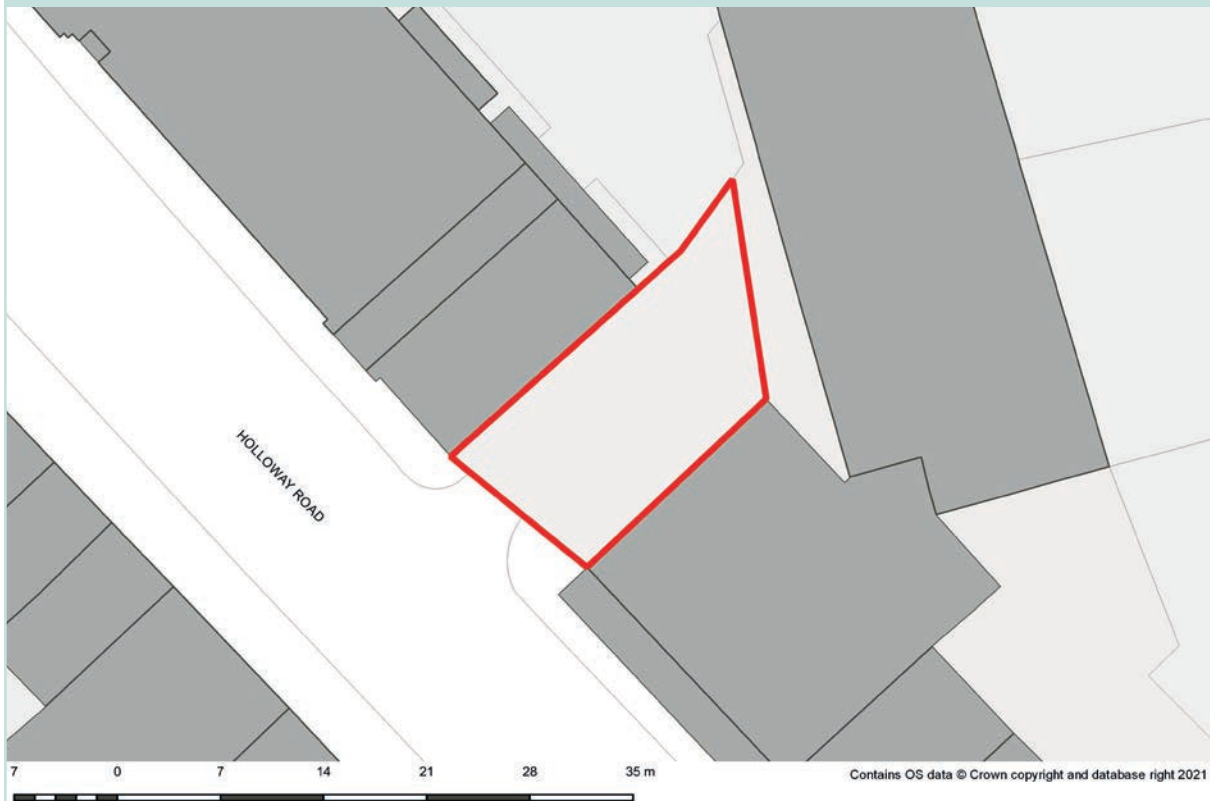 HOLLOWAY ROAD
7 0 7 14 21 28 35 m
Contains OS data © Crown copyright and database right 2021